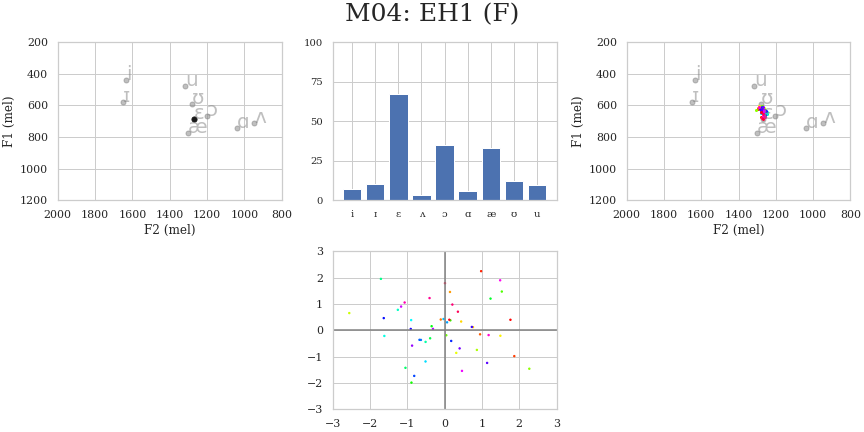 M04: EH1 (F)
200
400
600
800
1000
1200
2000 1800 1600 1400 1200 1000 800
F1 (mel)
F2 (mel)
i
ɪ
u
ʊ
ɛ
ɔ
æ
ɑ
ʌ
100
75
50
25
0
i ɪ ɛ ʌ ɔ ɑ æ ʊ u
200
400
600
800
1000
1200
2000 1800 1600 1400 1200 1000 800
F1 (mel)
F2 (mel)
i
ɪ
u
ʊ
ɔ
æ
ɑ
ʌ
3
2
1
0
−1
−2
−3
−3 −2 −1 0 1 2 3